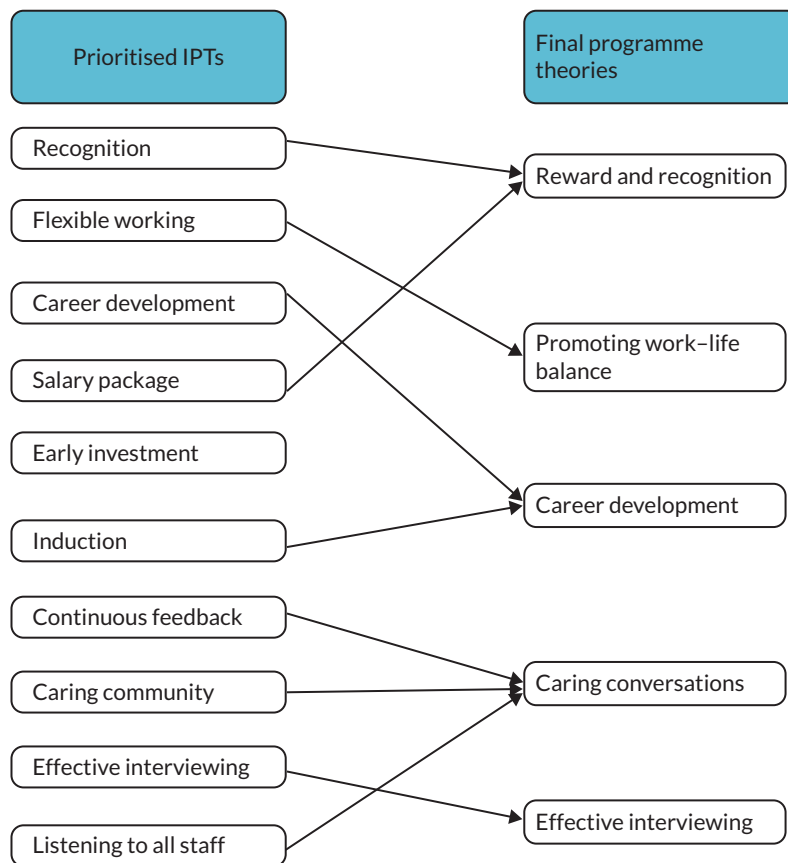 Prioritised IPTs
Recognition
Flexible working
Career development
Salary package
Early investment
Induction
Continuous feedback
Caring community
Effective interviewing
Listening to all staff
Final programme
theories
Reward and recognition
Promoting work–life
balance
Career development
Caring conversations
Effective interviewing